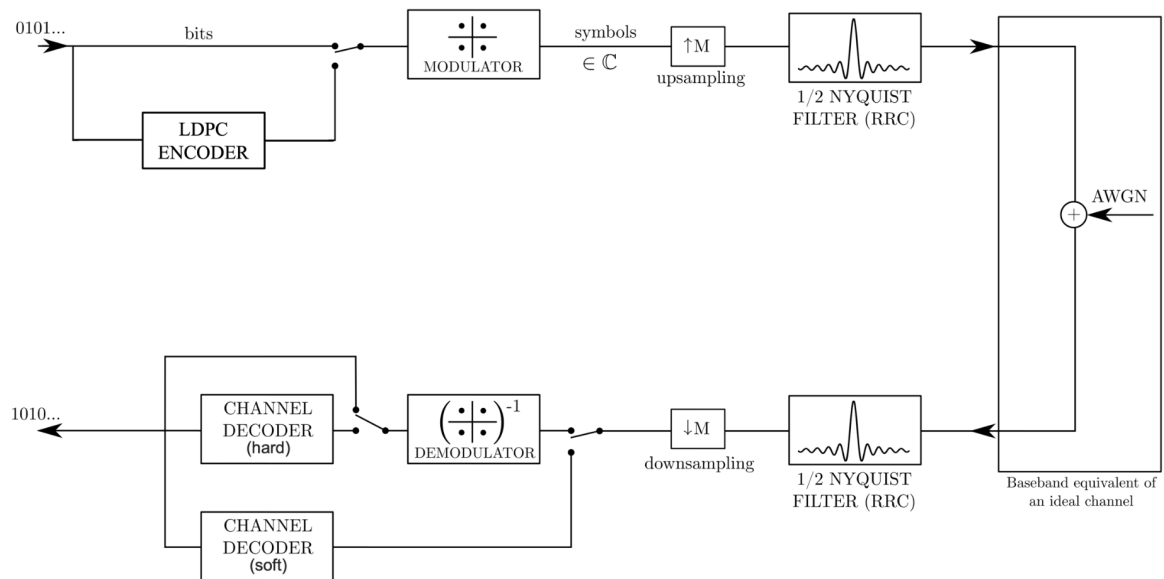 0101...
bits
LDPC
ENCODER
MODULATOR
symbols
∈ ℂ
↑M
upsampling
1/2 NYQUIST
FILTER (RRC)
+
AWGN
Baseband equivalent of
an ideal channel
1/2 NYQUIST
FILTER (RRC)
↓M
downsampling
( )-1
DEMODULATOR
CHANNEL
DECODER
(hard)
CHANNEL
DECODER
(soft)
1010...